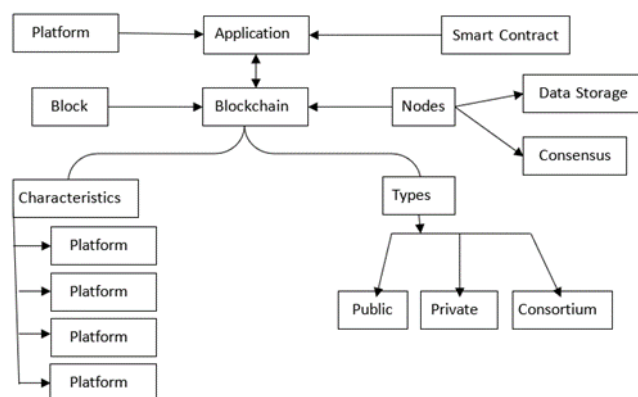 Platform
Application
Smart Contract
Block
Blockchain
Nodes
Data Storage
Consensus
Characteristics
Types
Platform
Platform
Platform
Platform
Public
Private
Consortium